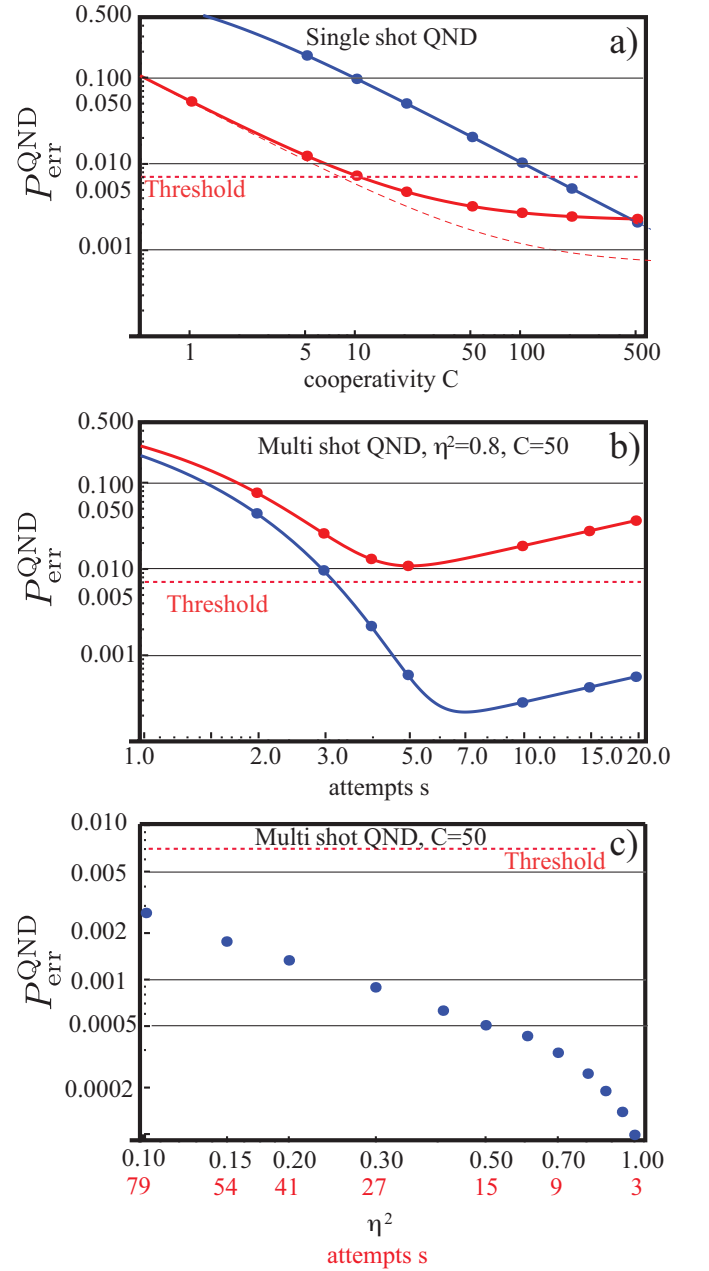 Single shot QND
a)
0.500
0.100
0.050
0.010
0.005
0.001
P_err^QND
Threshold
1 5 10 50 100 500
cooperativity C
Multi shot QND, η²=0.8, C=50
b)
0.500
0.100
0.050
0.010
0.005
0.001
P_err^QND
Threshold
1.0 2.0 3.0 5.0 7.0 10.0 15.0 20.0
attempts s
Multi shot QND, C=50
c)
0.010
0.005
0.002
0.001
0.0005
0.0002
P_err^QND
Threshold
0.10 0.15 0.20 0.30 0.50 0.70 1.00
79 54 41 27 15 9 3
η²
attempts s